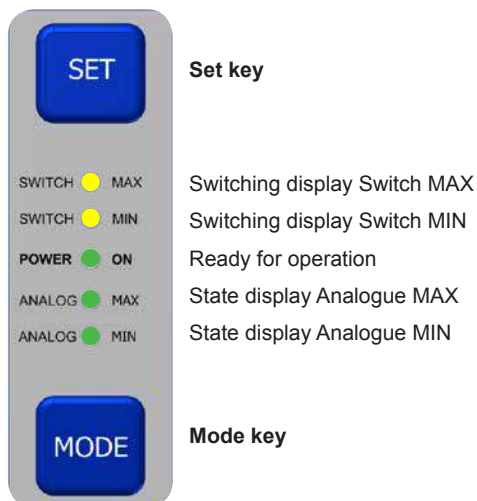 SET Set key
SWITCH MAX Switching display Switch MAX
SWITCH MIN Switching display Switch MIN
POWER ON Ready for operation
ANALOG MAX State display Analogue MAX
ANALOG MIN State display Analogue MIN
MODE Mode key